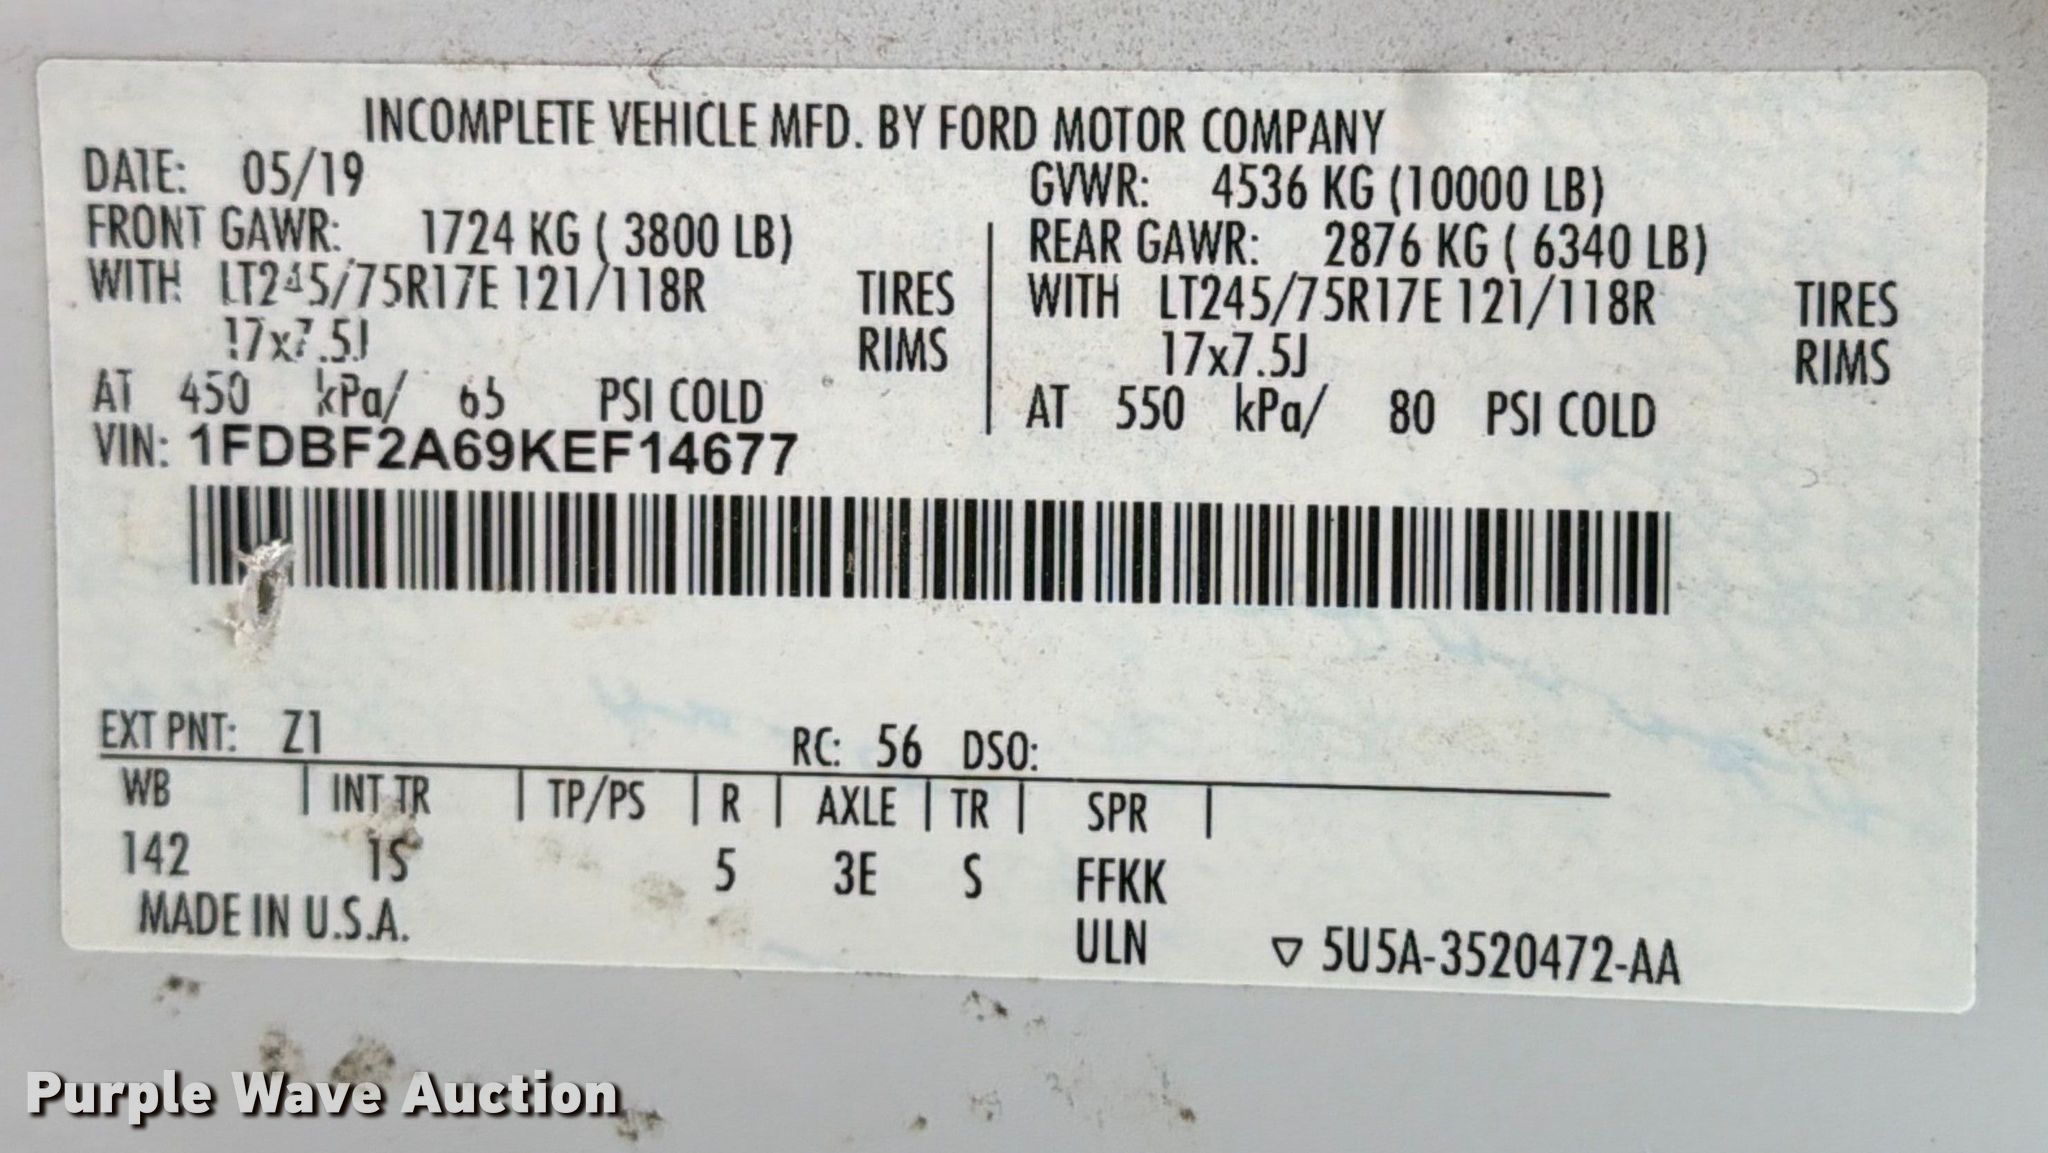 INCOMPLETE VEHICLE MFD. BY FORD MOTOR COMPANY
DATE: 05/19 GVWR: 4536 KG (10000 LB)
FRONT GAWR: 1724 KG ( 3800 LB) REAR GAWR: 2876 KG ( 6340 LB)
WITH LT245/75R17E 121/118R TIRES WITH LT245/75R17E 121/118R TIRES
17x7.5J RIMS 17x7.5J RIMS
AT 450 kPa/ 65 PSI COLD AT 550 kPa/ 80 PSI COLD
VIN: 1FDBF2A69KEF14677
EXT PNT: Z1 RC: 56 DSO:
WB | INT TR | TP/PS | R | AXLE | TR | SPR |
142 1S 5 3E S FFKK
MADE IN U.S.A. ULN ▽ 5U5A-3520472-AA
Purple Wave Auction